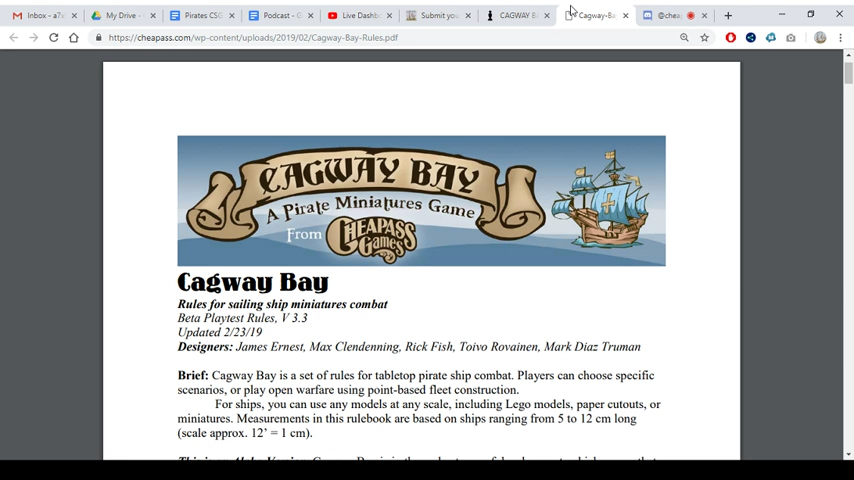 Inbox - a7x
My Drive -
Pirates CSG
Podcast - G
Live Dashb
Submit you
CAGWAY B
Cagway-Ba
@chea
https://cheapass.com/wp-content/uploads/2019/02/Cagway-Bay-Rules.pdf
CAGWAY BAY
A Pirate Miniatures Game
From CHEAPASS Games
Cagway Bay
Rules for sailing ship miniatures combat
Beta Playtest Rules, V 3.3
Updated 2/23/19
Designers: James Ernest, Max Clendenning, Rick Fish, Toivo Rovainen, Mark Diaz Truman
Brief: Cagway Bay is a set of rules for tabletop pirate ship combat. Players can choose specific
scenarios, or play open warfare using point-based fleet construction.
For ships, you can use any models at any scale, including Lego models, paper cutouts, or
miniatures. Measurements in this rulebook are based on ships ranging from 5 to 12 cm long
(scale approx. 12' = 1 cm).